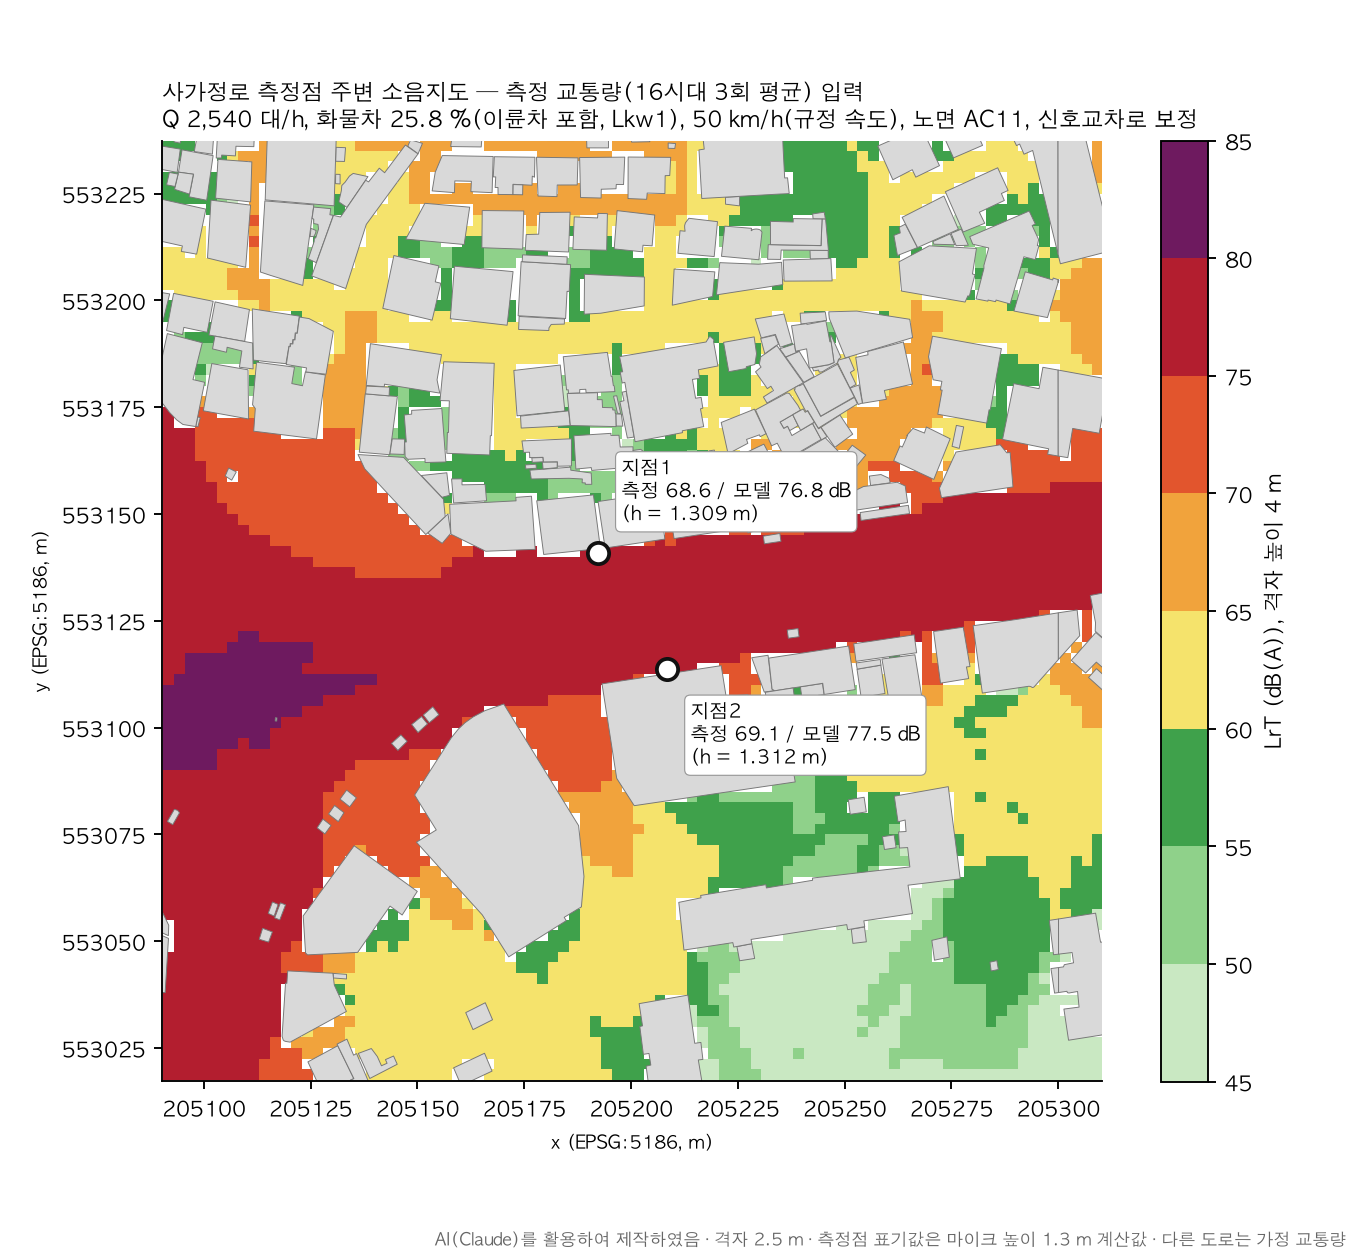 사가정로 측정점 주변 소음지도 — 측정 교통량(16시대 3회 평균) 입력
Q 2,540 대/h, 화물차 25.8 %(이륜차 포함, Lkw1), 50 km/h(규정 속도), 노면 AC11, 신호교차로 보정
y (EPSG:5186, m)
553225
553200
553175
553150
553125
553100
553075
553050
553025
지점1
측정 68.6 / 모델 76.8 dB
(h = 1.309 m)
지점2
측정 69.1 / 모델 77.5 dB
(h = 1.312 m)
205100 205125 205150 205175 205200 205225 205250 205275 205300
x (EPSG:5186, m)
85
80
75
70
65
60
55
50
45
LrT (dB(A)), 격자 높이 4 m
AI(Claude)를 활용하여 제작하였음 · 격자 2.5 m · 측정점 표기값은 마이크 높이 1.3 m 계산값 · 다른 도로는 가정 교통량